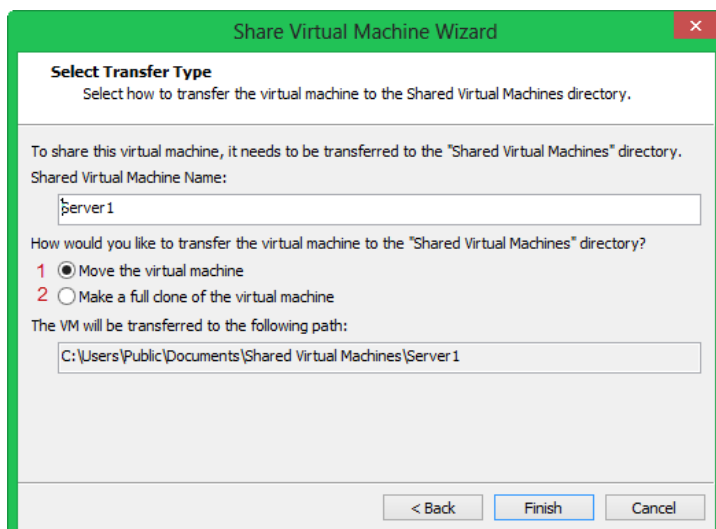 Share Virtual Machine Wizard
Select Transfer Type
Select how to transfer the virtual machine to the Shared Virtual Machines directory.
To share this virtual machine, it needs to be transferred to the "Shared Virtual Machines" directory.
Shared Virtual Machine Name:
Server1
How would you like to transfer the virtual machine to the "Shared Virtual Machines" directory?
1 Move the virtual machine
2 Make a full clone of the virtual machine
The VM will be transferred to the following path:
C:\Users\Public\Documents\Shared Virtual Machines\Server1
< Back Finish Cancel